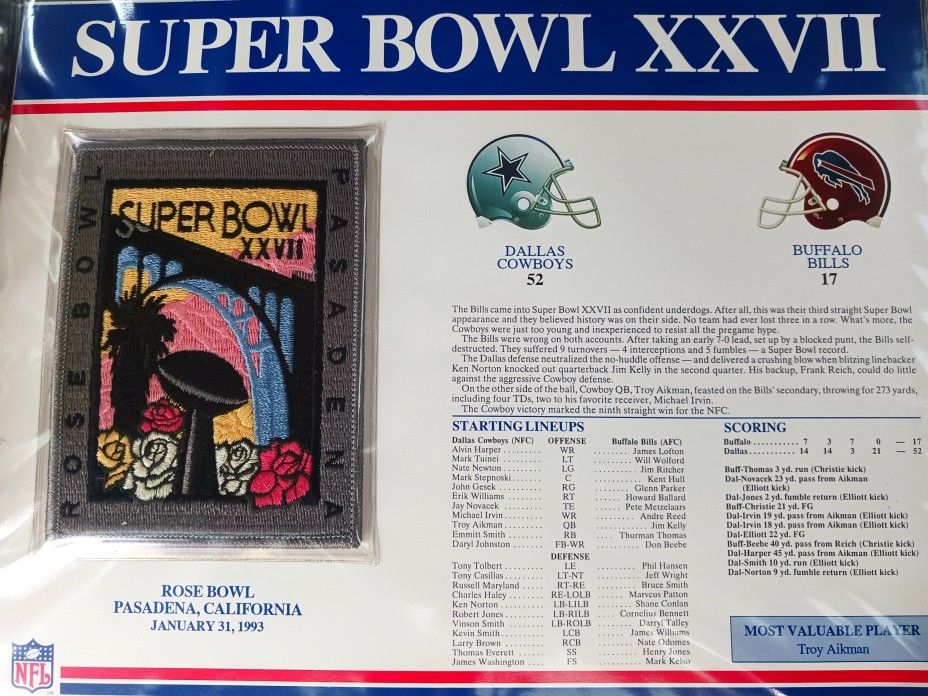 SUPER BOWL XXVII
ROSE BOWL
PASADENA
SUPER BOWL
XXVII
DALLAS
COWBOYS
52
BUFFALO
BILLS
17
The Bills came into Super Bowl XXVII as confident underdogs. After all, this was their third straight Super Bowl
appearance and they believed history was on their side. No team had ever lost three in a row. What's more, the
Cowboys were just too young and inexperienced to resist all the pregame hype.
The Bills were wrong on both accounts. After taking an early 7-0 lead, set up by a blocked punt, the Bills self-
destructed. They suffered 9 turnovers — 4 interceptions and 5 fumbles — a Super Bowl record.
The Dallas defense neutralized the no-huddle offense — and delivered a crushing blow when blitzing linebacker
Ken Norton knocked out quarterback Jim Kelly in the second quarter. His backup, Frank Reich, could do little
against the aggressive Cowboy defense.
On the other side of the ball, Cowboy QB, Troy Aikman, feasted on the Bills' secondary, throwing for 273 yards,
including four TDs, two to his favorite receiver, Michael Irvin.
The Cowboy victory marked the ninth straight win for the NFC.
STARTING LINEUPS
Dallas Cowboys (NFC) OFFENSE Buffalo Bills (AFC)
Alvin Harper......... WR ......... James Lofton
Mark Tuinei ......... LT ......... Will Wolford
Nate Newton ......... LG ......... Jim Ritcher
Mark Stepnoski ......... C ......... Kent Hull
John Gesek ......... RG ......... Glenn Parker
Erik Williams ......... RT ......... Howard Ballard
Jay Novacek ......... TE ......... Pete Metzelaars
Michael Irvin ......... WR ......... Andre Reed
Troy Aikman ......... QB ......... Jim Kelly
Emmitt Smith ......... RB ......... Thurman Thomas
Daryl Johnston ......... FB-WR ......... Don Beebe
DEFENSE
Tony Tolbert ......... LE ......... Phil Hansen
Tony Casillas ......... LT-NT ......... Jeff Wright
Russell Maryland ......... RT-RE ......... Bruce Smith
Charles Haley ......... RE-LOLB ......... Marvcus Patton
Ken Norton ......... LB-LILB ......... Shane Conlan
Robert Jones ......... LB-RILB ......... Cornelius Bennett
Vinson Smith ......... LB-ROLB ......... Darryl Talley
Kevin Smith ......... LCB ......... James Williams
Larry Brown ......... RCB ......... Nate Odomes
Thomas Everett ......... SS ......... Henry Jones
James Washington ......... FS ......... Mark Kelso
SCORING
Buffalo ........... 7 3 7 0 — 17
Dallas ........... 14 14 3 21 — 52
Buff-Thomas 3 yd. run (Christie kick)
Dal-Novacek 23 yd. pass from Aikman
(Elliott kick)
Dal-Jones 2 yd. fumble return (Elliott kick)
Buff-Christie 21 yd. FG
Dal-Irvin 19 yd. pass from Aikman (Elliott kick)
Dal-Irvin 18 yd. pass from Aikman (Elliott kick)
Dal-Elliott 22 yd. FG
Buff-Beebe 40 yd. pass from Reich (Christie kick)
Dal-Harper 45 yd. pass from Aikman (Elliott kick)
Dal-Smith 10 yd. run (Elliott kick)
Dal-Norton 9 yd. fumble return (Elliott kick)
ROSE BOWL
PASADENA, CALIFORNIA
JANUARY 31, 1993
MOST VALUABLE PLAYER
Troy Aikman
NFL
TM